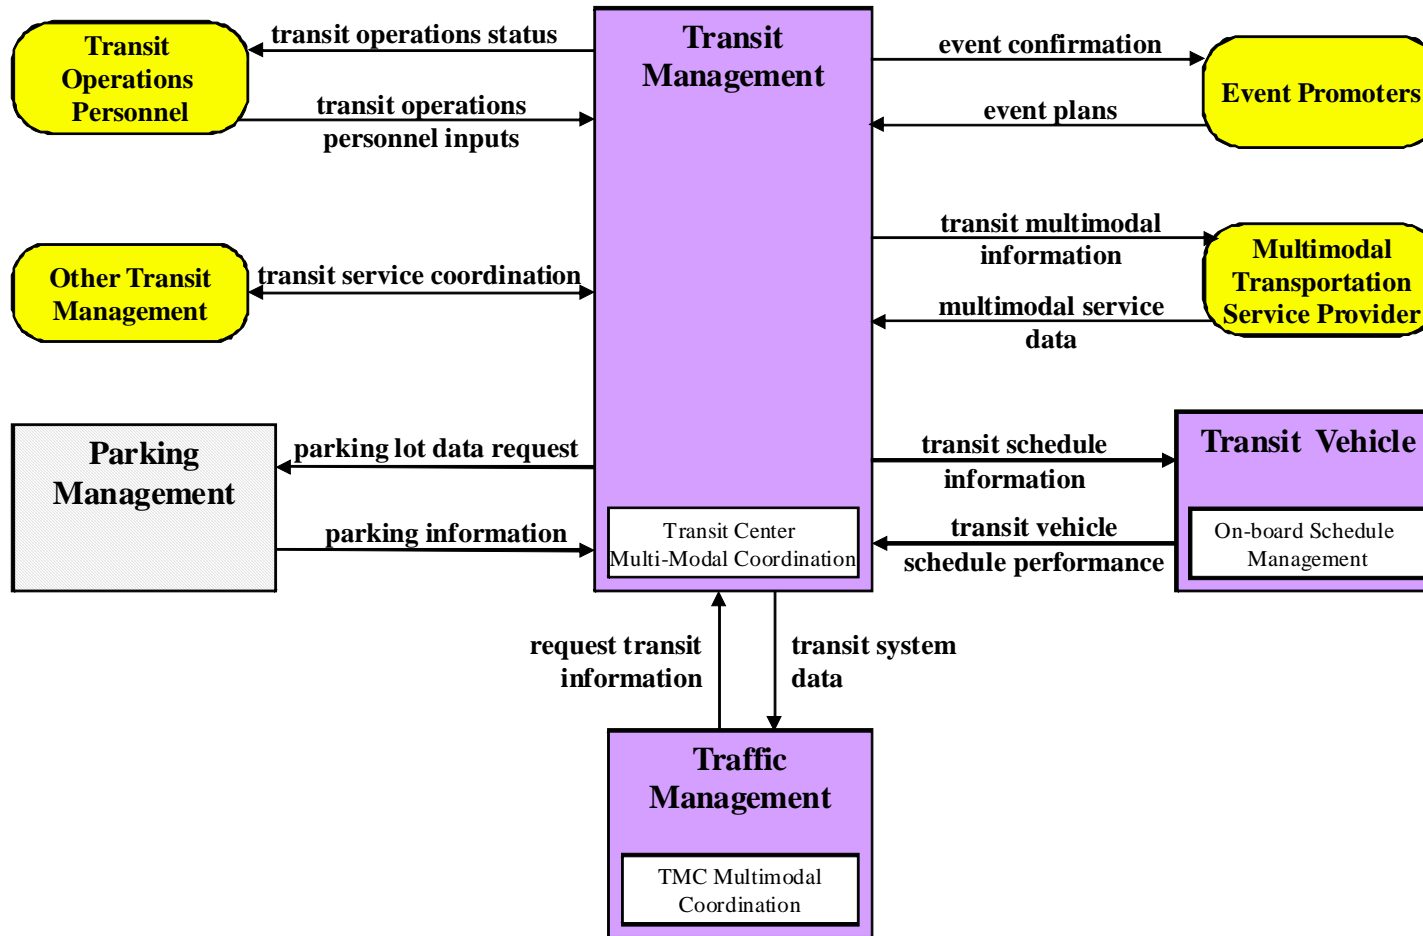 Transit
Operations
Personnel
transit operations status
transit operations
personnel inputs
Transit
Management
event confirmation
event plans
Event Promoters
Other Transit
Management
transit service coordination
transit multimodal
information
multimodal service
data
Multimodal
Transportation
Service Provider
Parking
Management
parking lot data request
parking information
Transit Center
Multi-Modal Coordination
transit schedule
information
transit vehicle
schedule performance
Transit Vehicle
On-board Schedule
Management
request transit
information
transit system
data
Traffic
Management
TMC Multimodal
Coordination